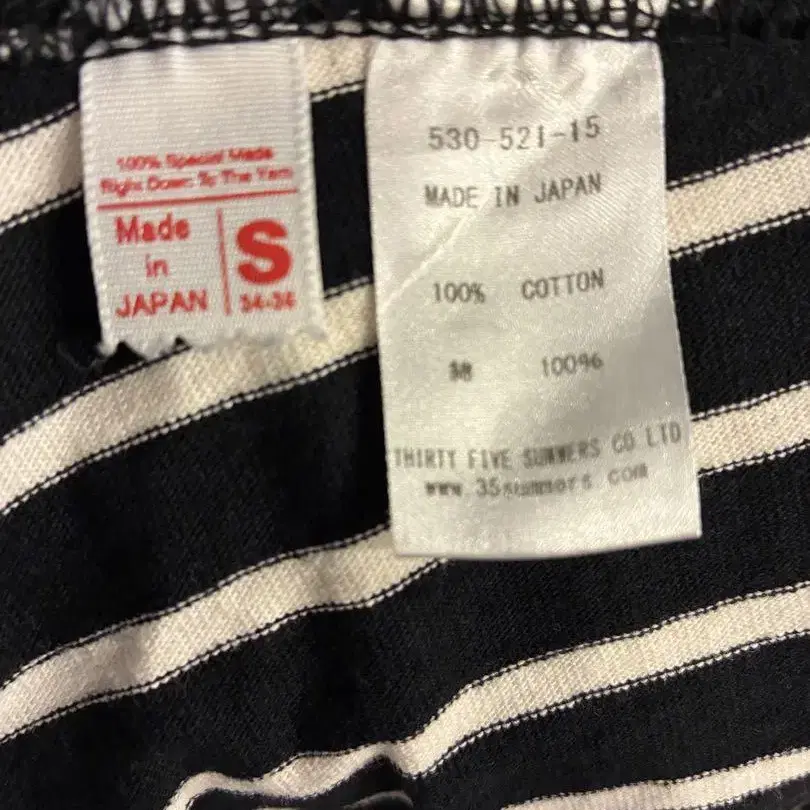 100% Special Made
Right Down To The Yarn
Made
in
JAPAN
S
34-36
530-521-15
MADE IN JAPAN
100% COTTON
綿 100%
THIRTY FIVE SUMMERS CO LTD
www.35summers.com